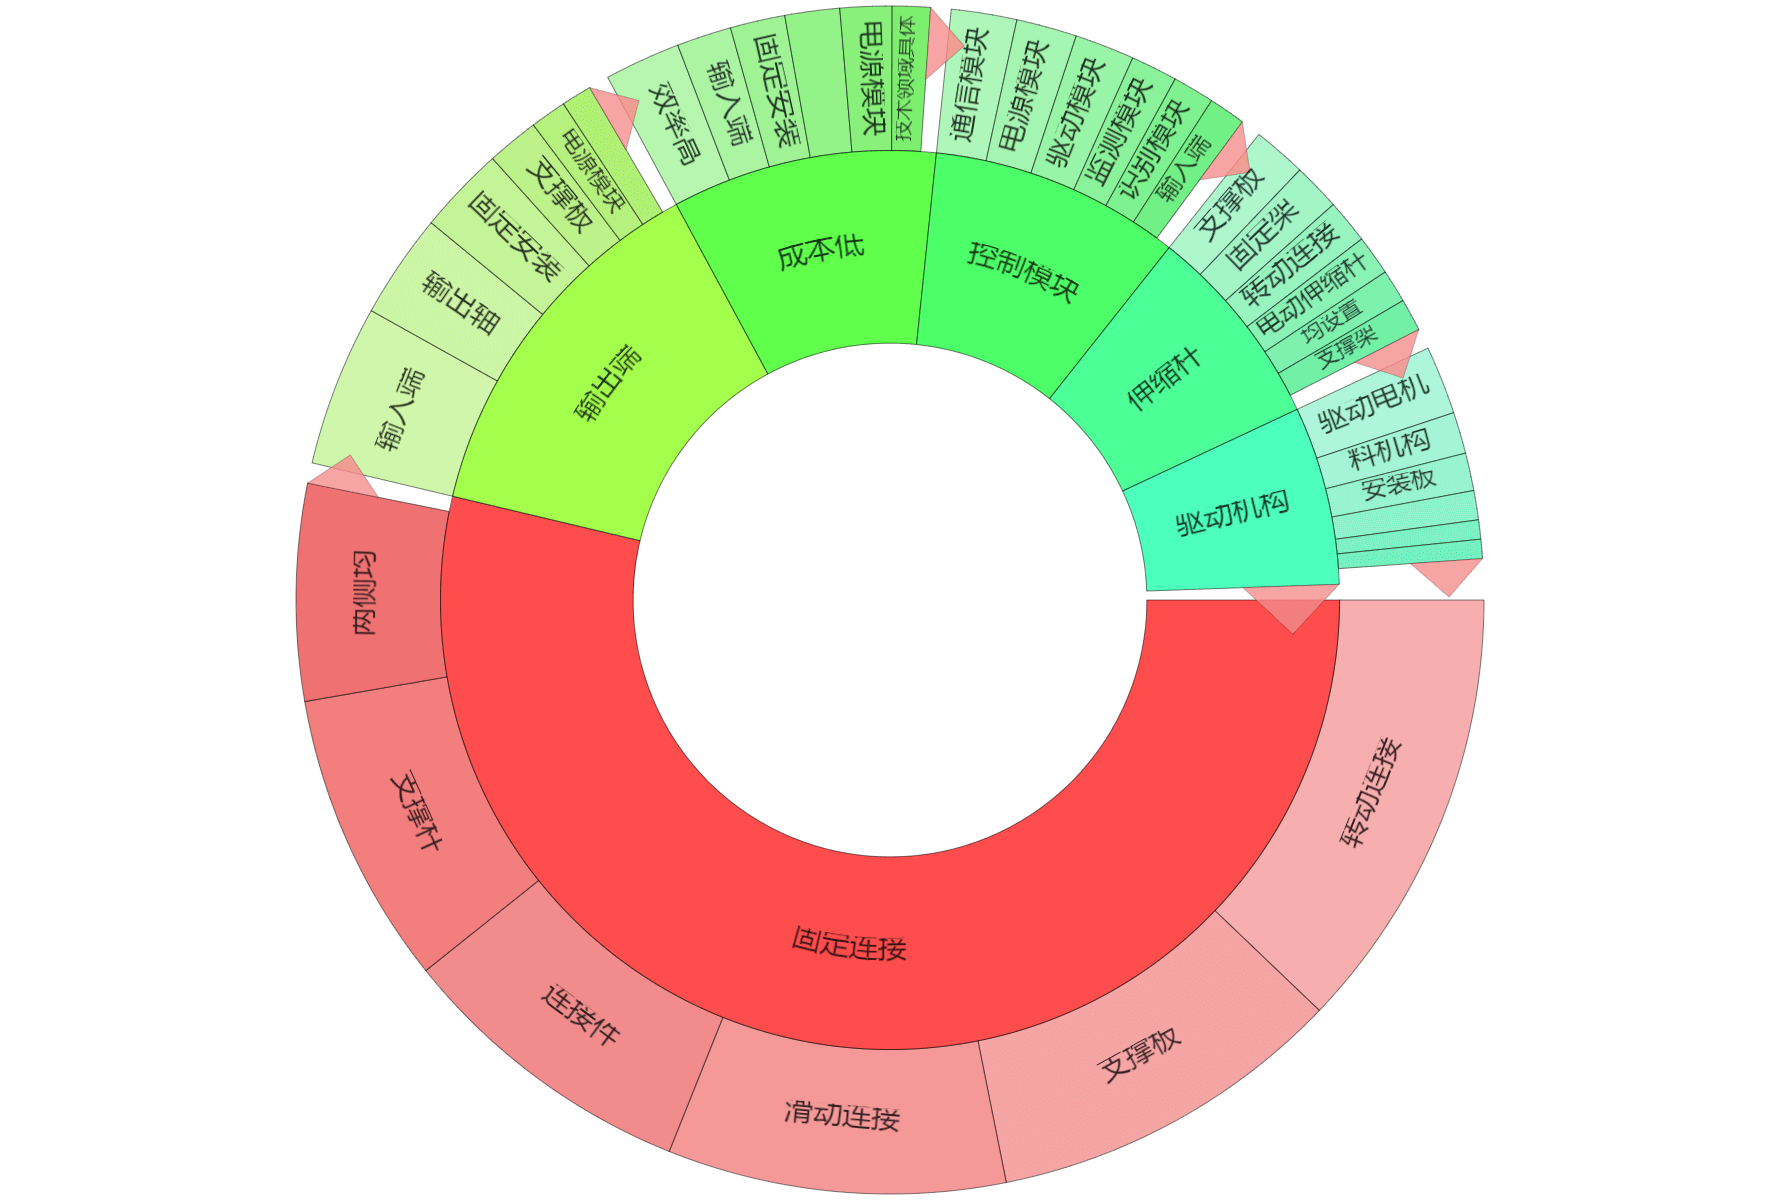 固定连接
转动连接
支撑板
滑动连接
连接件
支撑杆
两侧均
输出端
输入端
输出轴
固定安装
支撑板
电源模块
成本低
效率高
输入端
固定安装
电源模块
技术领域具体
控制模块
通信模块
电源模块
驱动模块
监测模块
识别模块
输入端
伸缩杆
支撑板
固定架
转动连接
电动伸缩杆
均设置
支撑架
驱动机构
驱动电机
料机构
安装板